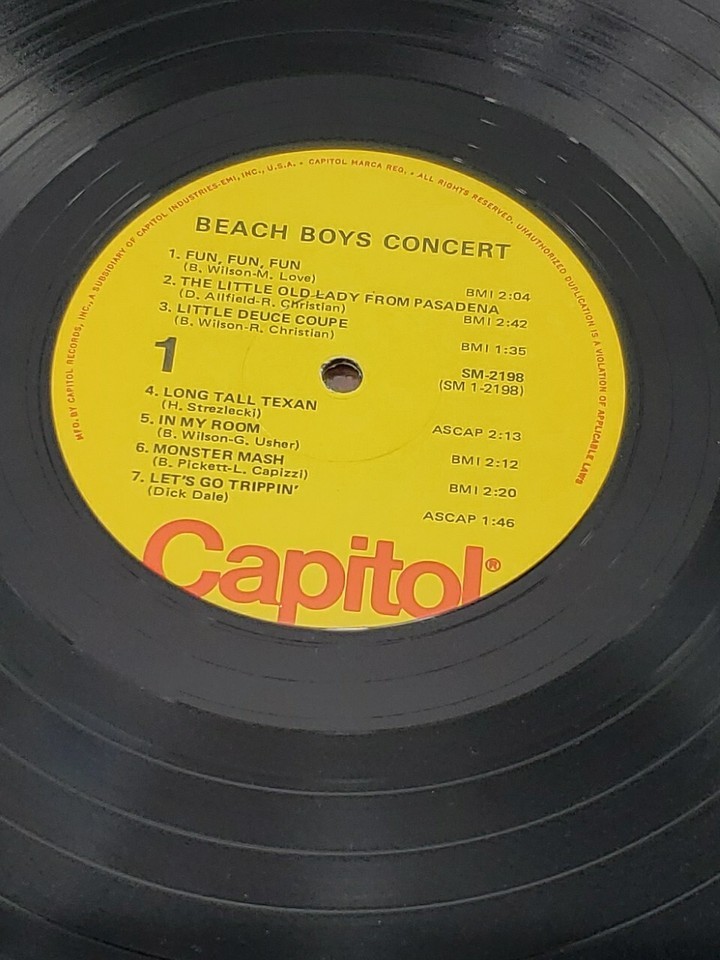 MFD. BY CAPITOL RECORDS, INC., A SUBSIDIARY OF CAPITOL INDUSTRIES-EMI, INC., U.S.A. • CAPITOL MARCA REG. • ALL RIGHTS RESERVED. UNAUTHORIZED DUPLICATION IS A VIOLATION OF APPLICABLE LAWS
BEACH BOYS CONCERT
1. FUN, FUN, FUN
(B. Wilson-M. Love) BMI 2:04
2. THE LITTLE OLD LADY FROM PASADENA
(D. Allfield-R. Christian) BMI 2:42
3. LITTLE DEUCE COUPE
(B. Wilson-R. Christian) BMI 1:35
1
SM-2198
(SM 1-2198)
4. LONG TALL TEXAN
(H. Strezlecki) ASCAP 2:13
5. IN MY ROOM
(B. Wilson-G. Usher) BMI 2:12
6. MONSTER MASH
(B. Pickett-L. Capizzi) BMI 2:20
7. LET'S GO TRIPPIN'
(Dick Dale) ASCAP 1:46
Capitol®